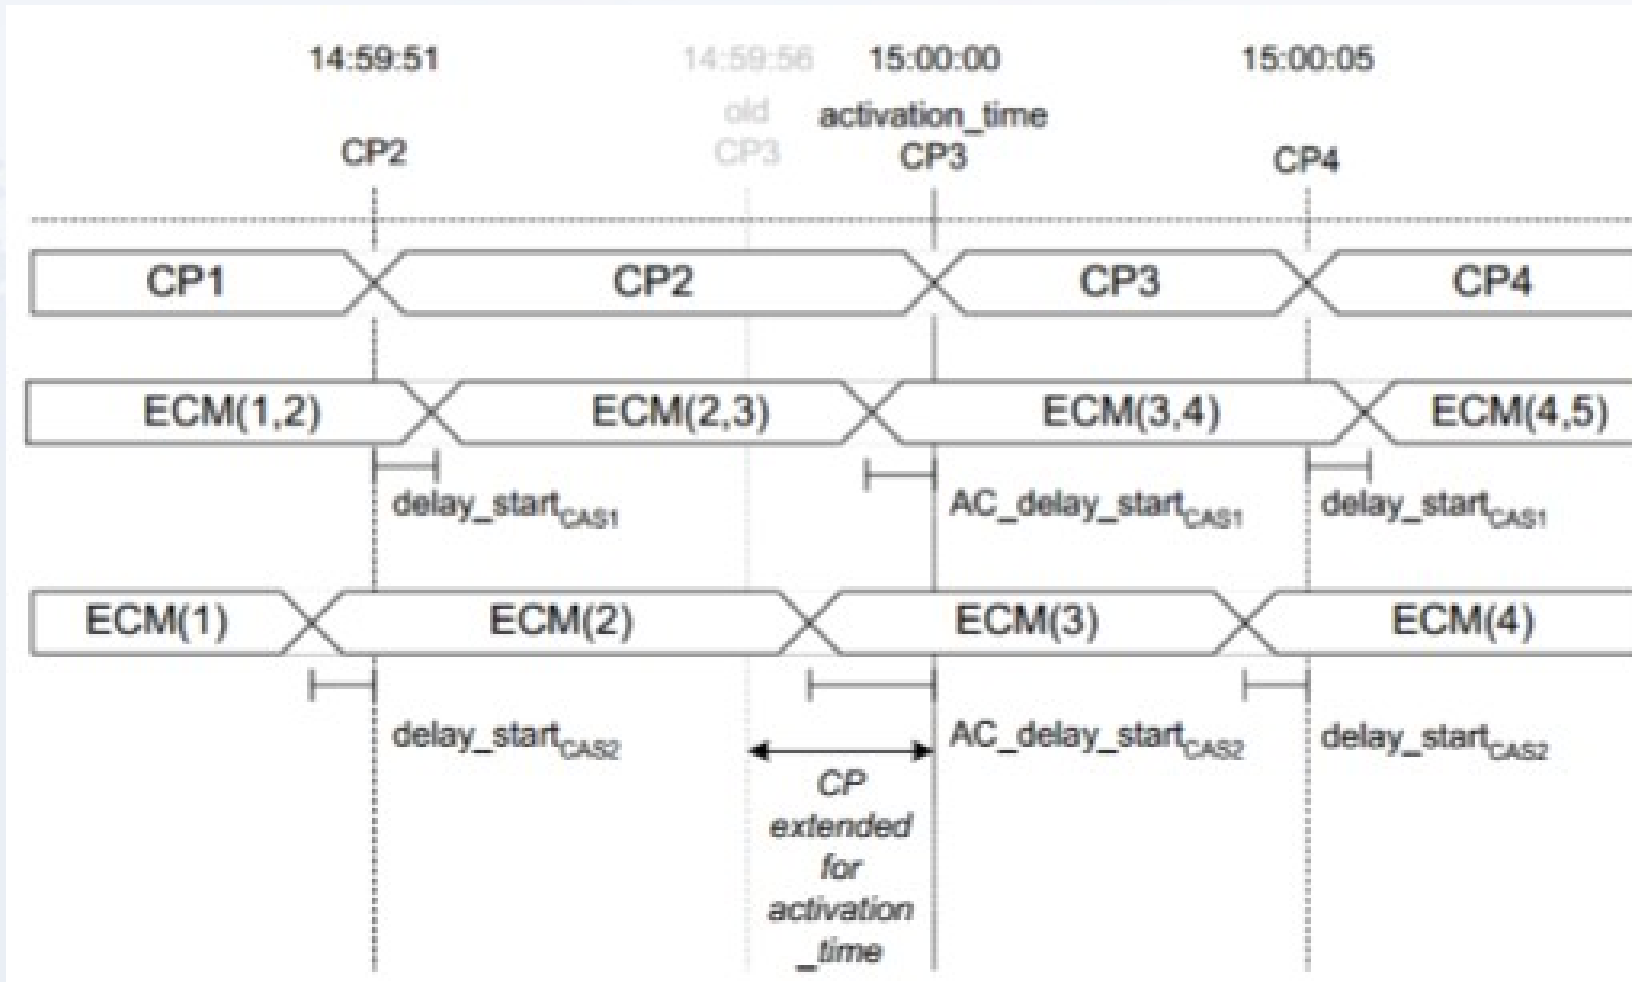 14:59:51 14:59:56 15:00:00 15:00:05
old activation_time
CP2 CP3 CP3 CP4
CP1 CP2 CP3 CP4
ECM(1,2) ECM(2,3) ECM(3,4) ECM(4,5)
delay_startCAS1 AC_delay_startCAS1 delay_startCAS1
ECM(1) ECM(2) ECM(3) ECM(4)
delay_startCAS2 AC_delay_startCAS2 delay_startCAS2
CP
extended
for
activation
_time